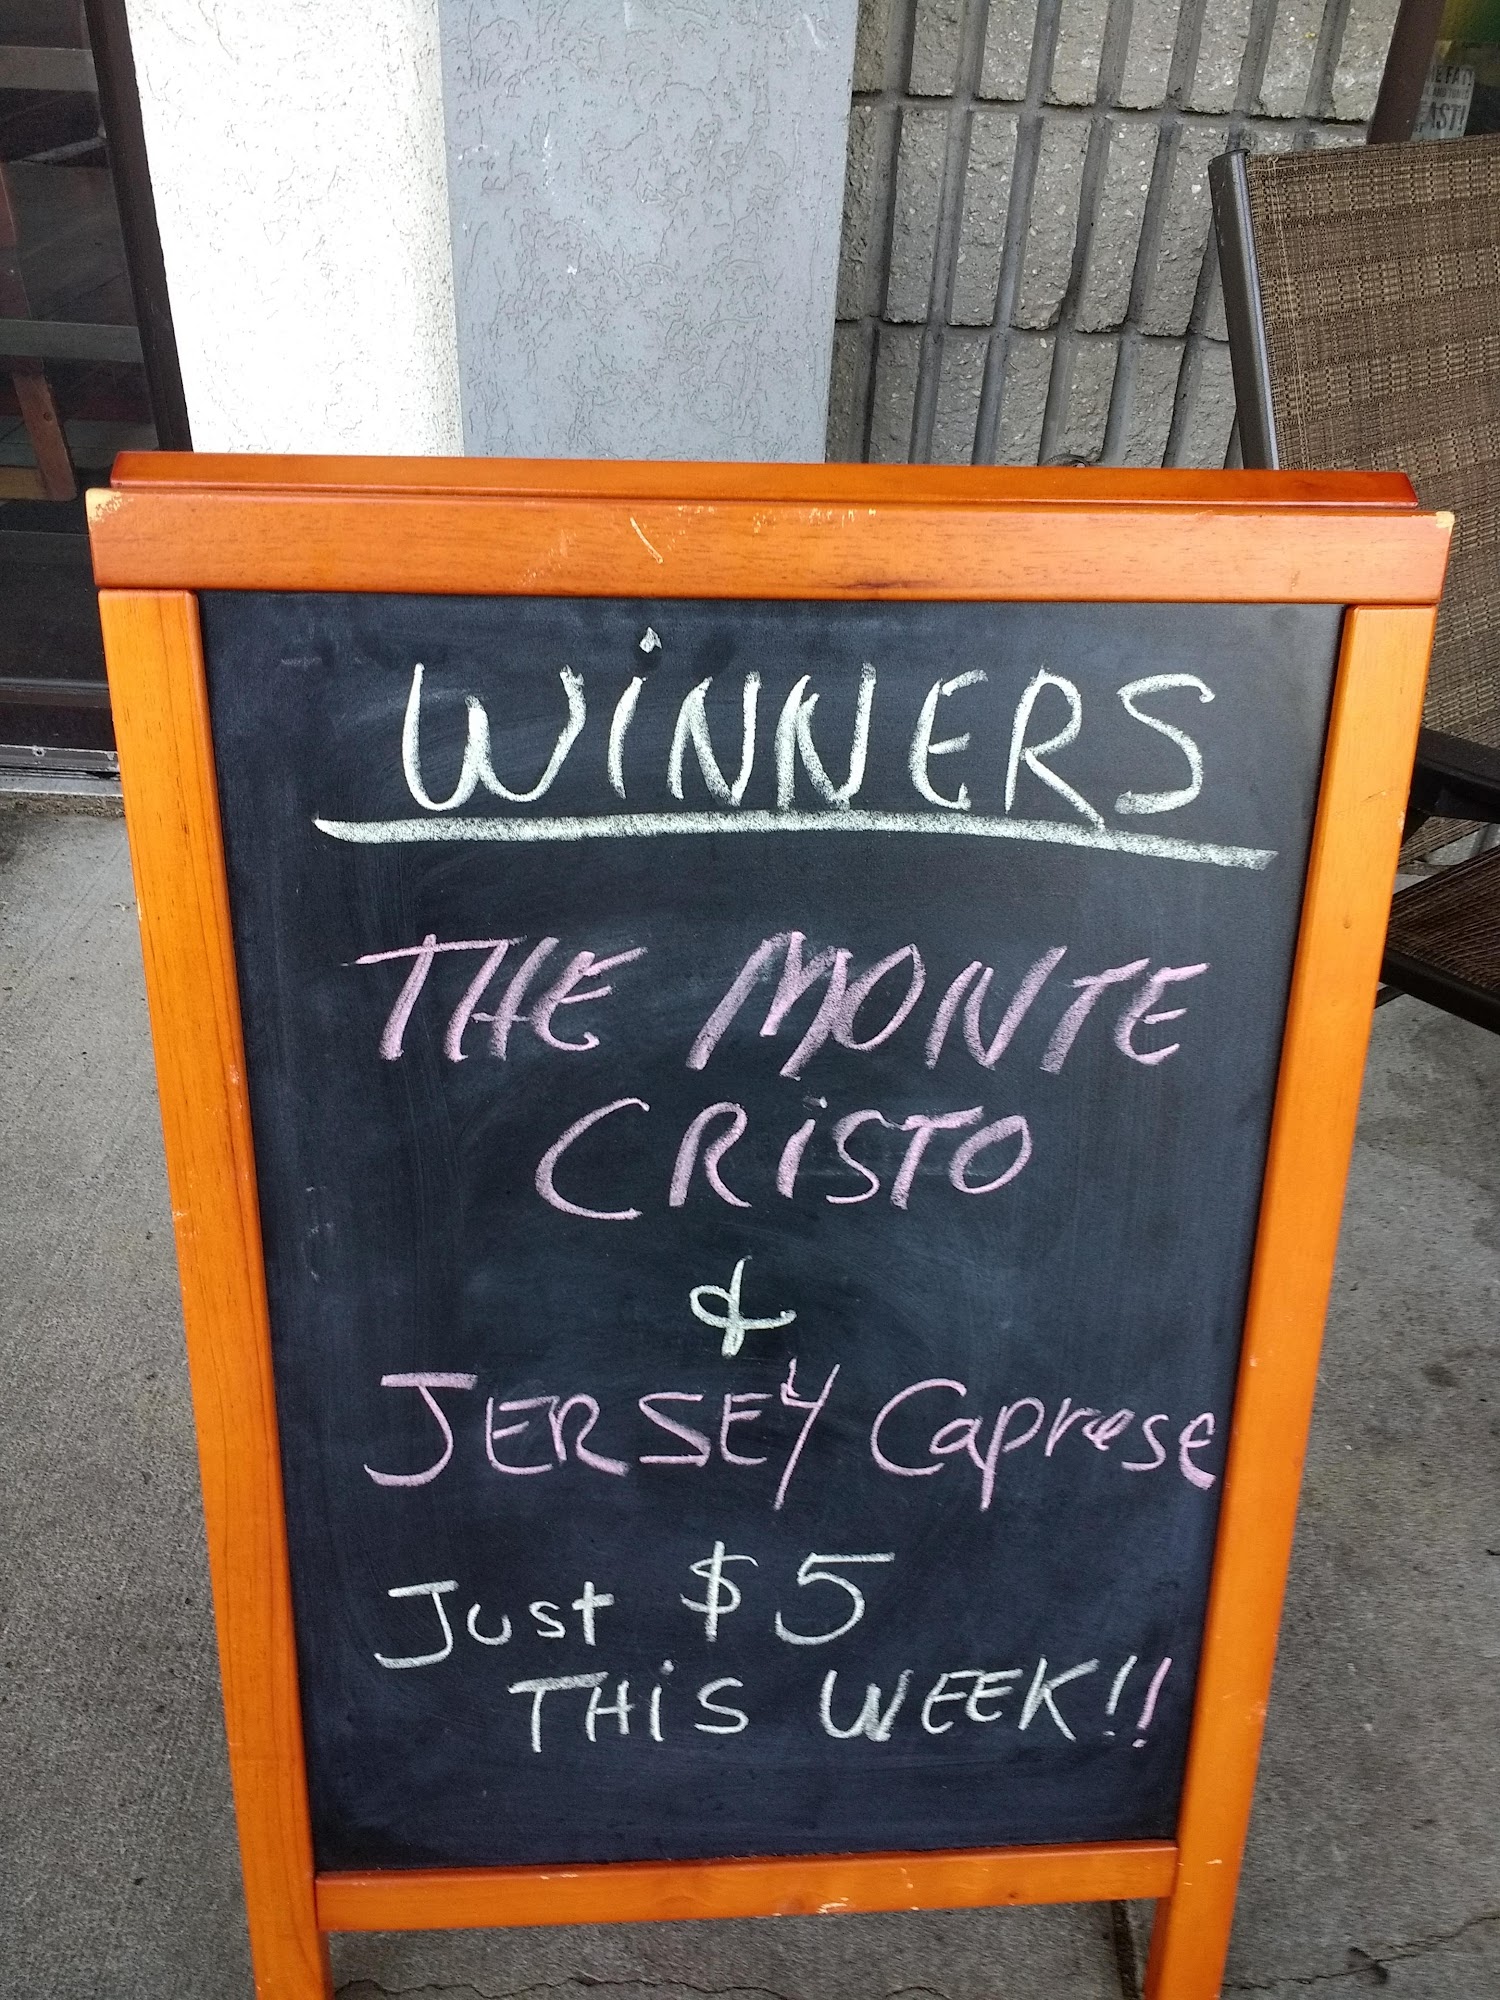 WiNNERS
THE MONTE
CRiSTO
&
JERSEY Caprese
Just $5
THiS WEEK!!